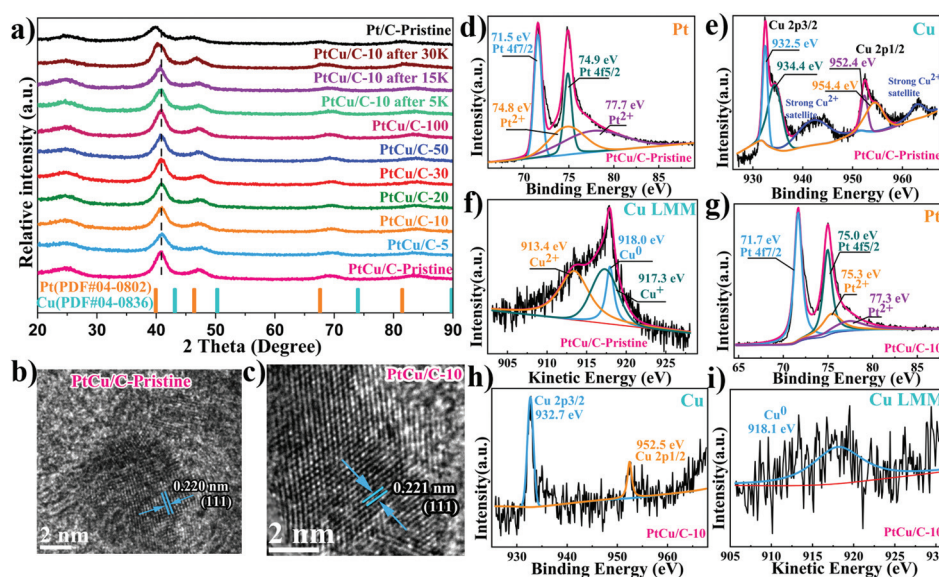 a)
Relative intensity (a.u.)
Pt/C-Pristine
PtCu/C-10 after 30K
PtCu/C-10 after 15K
PtCu/C-10 after 5K
PtCu/C-100
PtCu/C-50
PtCu/C-30
PtCu/C-20
PtCu/C-10
PtCu/C-5
PtCu/C-Pristine
Pt(PDF#04-0802)
Cu(PDF#04-0836)
20 30 40 50 60 70 80 90
2 Theta (Degree)
b)
PtCu/C-Pristine
0.220 nm
(111)
2 nm
c)
PtCu/C-10
0.221 nm
(111)
2 nm
d)
Pt
Intensity(a.u.)
71.5 eV
Pt 4f7/2
74.9 eV
Pt 4f5/2
74.8 eV
Pt2+
77.7 eV
Pt2+
PtCu/C-Pristine
70 75 80 85
Binding Energy (eV)
e)
Cu
Intensity(a.u.)
Cu 2p3/2
932.5 eV
934.4 eV
Cu 2p1/2
952.4 eV
954.4 eV
Strong Cu2+
satellite
Strong Cu2+
satellite
PtCu/C-Pristine
930 940 950 960
Binding Energy (eV)
f)
Cu LMM
Intensity(a.u.)
913.4 eV
Cu2+
918.0 eV
Cu0
917.3 eV
Cu+
PtCu/C-Pristine
905 910 915 920 925
Kinetic Energy (eV)
g)
Pt
Intensity(a.u.)
71.7 eV
Pt 4f7/2
75.0 eV
Pt 4f5/2
75.3 eV
Pt2+
77.3 eV
Pt2+
PtCu/C-10
65 70 75 80 85
Binding Energy (eV)
h)
Cu
Intensity(a.u.)
Cu 2p3/2
932.7 eV
952.5 eV
Cu 2p1/2
PtCu/C-10
930 940 950 960
Binding Energy (eV)
i)
Cu LMM
Intensity(a.u.)
Cu0
918.1 eV
PtCu/C-10
905 910 915 920 925
Kinetic Energy (eV)